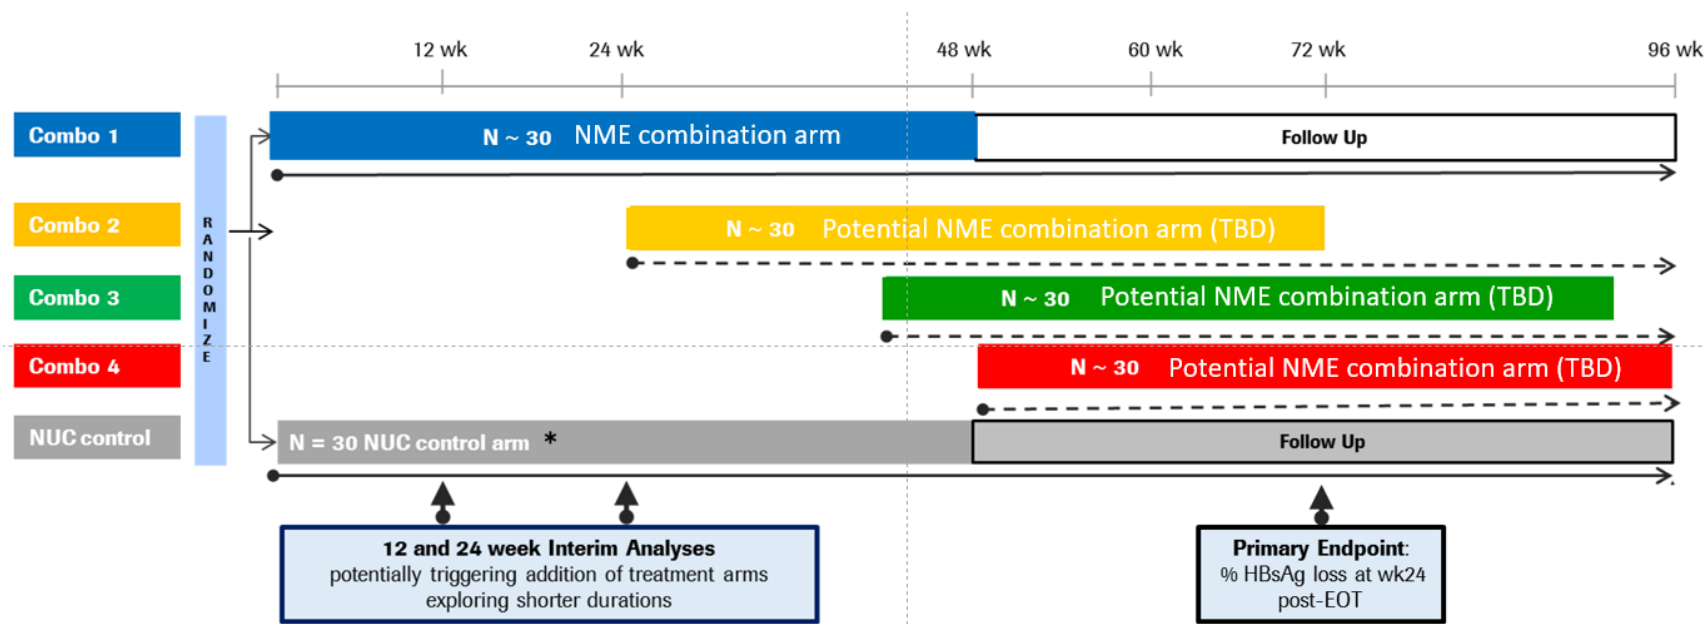 12 wk 24 wk 48 wk 60 wk 72 wk 96 wk
Combo 1 N ~ 30 NME combination arm Follow Up
Combo 2 N ~ 30 Potential NME combination arm (TBD)
RANDOMIZE
Combo 3 N ~ 30 Potential NME combination arm (TBD)
Combo 4 N ~ 30 Potential NME combination arm (TBD)
NUC control N = 30 NUC control arm * Follow Up
12 and 24 week Interim Analyses
potentially triggering addition of treatment arms
exploring shorter durations
Primary Endpoint:
% HBsAg loss at wk24
post-EOT